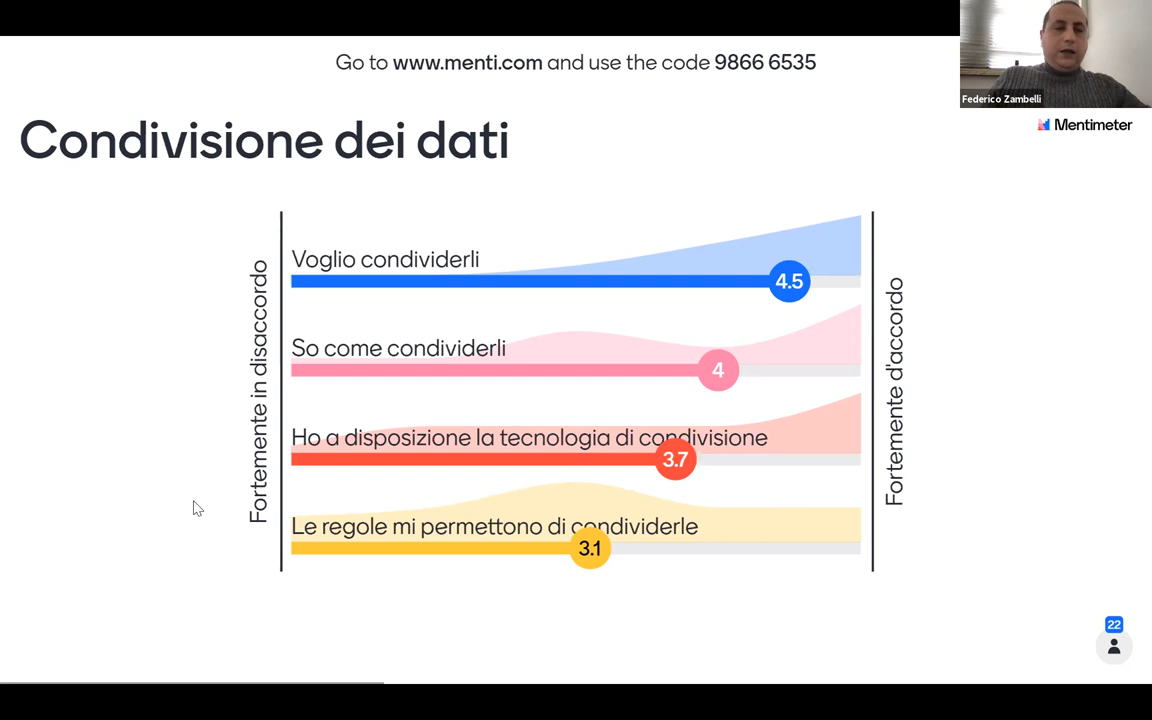 Go to www.menti.com and use the code 9866 6535
Federico Zambelli
Mentimeter
Condivisione dei dati
Fortemente in disaccordo
Voglio condividerli
4.5
So come condividerli
4
Ho a disposizione la tecnologia di condivisione
3.7
Le regole mi permettono di condividerle
3.1
Fortemente d'accordo
22